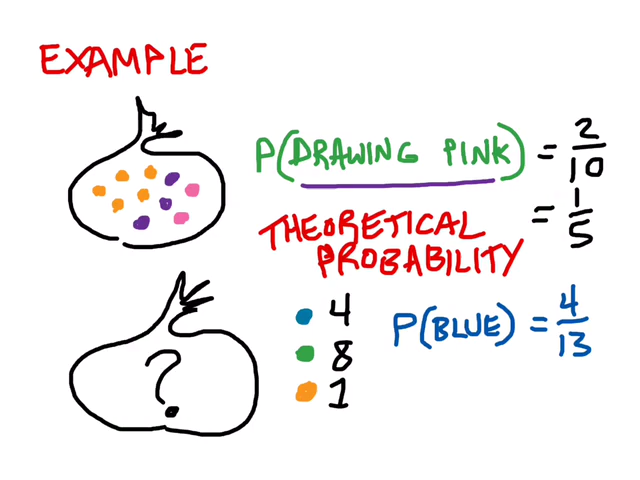 EXAMPLE
P(DRAWING PINK) = 2/10
= 1/5
THEORETICAL
PROBABILITY
?
4
8
1
P(BLUE) = 4/13